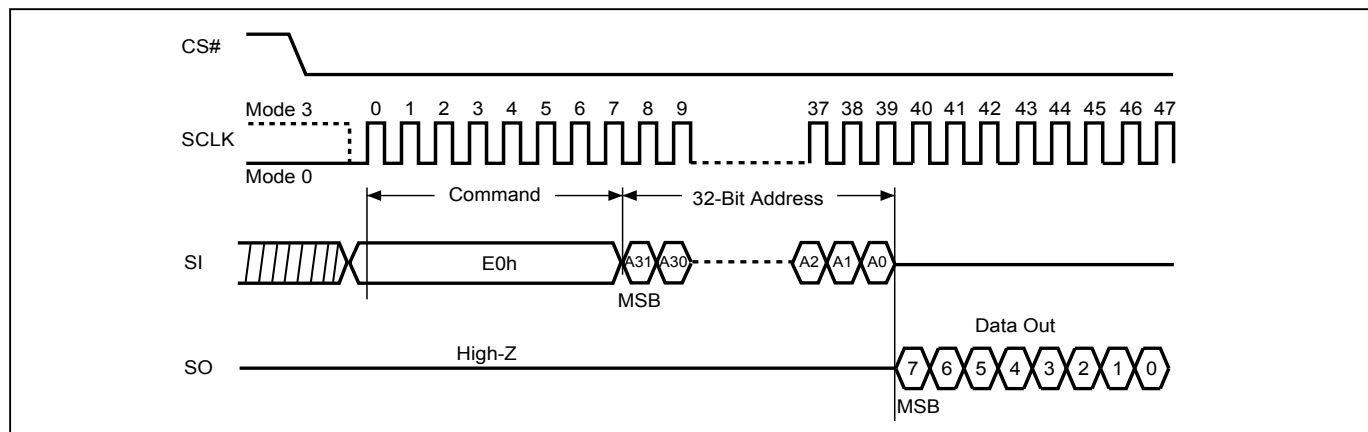 CS#
Mode 3 0 1 2 3 4 5 6 7 8 9 37 38 39 40 41 42 43 44 45 46 47
SCLK
Mode 0
Command 32-Bit Address
SI E0h A31 A30 A2 A1 A0
MSB
Data Out
High-Z
SO 7 6 5 4 3 2 1 0
MSB